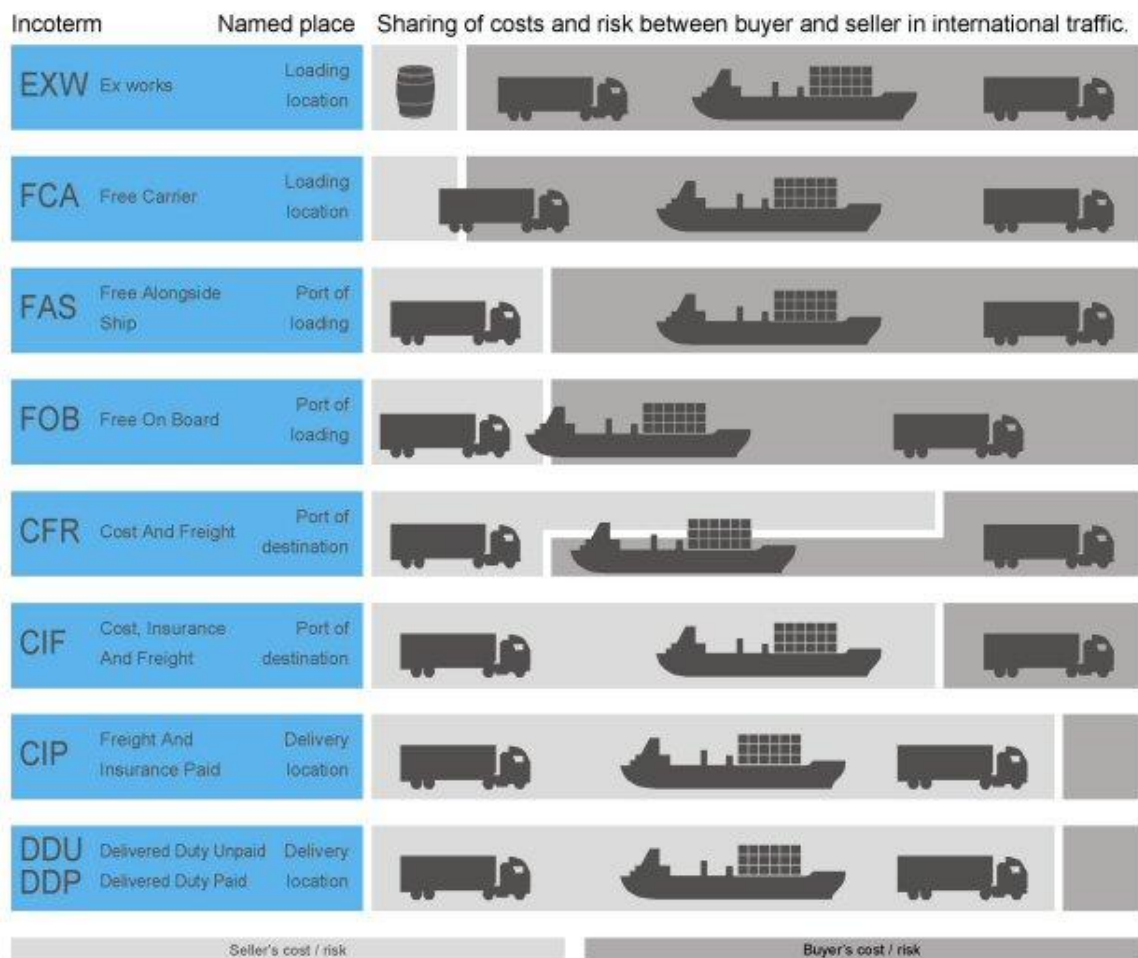 Incoterm Named place Sharing of costs and risk between buyer and seller in international traffic.
EXW Ex works Loading location
FCA Free Carrier Loading location
FAS Free Alongside Ship Port of loading
FOB Free On Board Port of loading
CFR Cost And Freight Port of destination
CIF Cost, Insurance And Freight Port of destination
CIP Freight And Insurance Paid Delivery location
DDU Delivered Duty Unpaid Delivery
DDP Delivered Duty Paid location
Seller's cost / risk Buyer's cost / risk